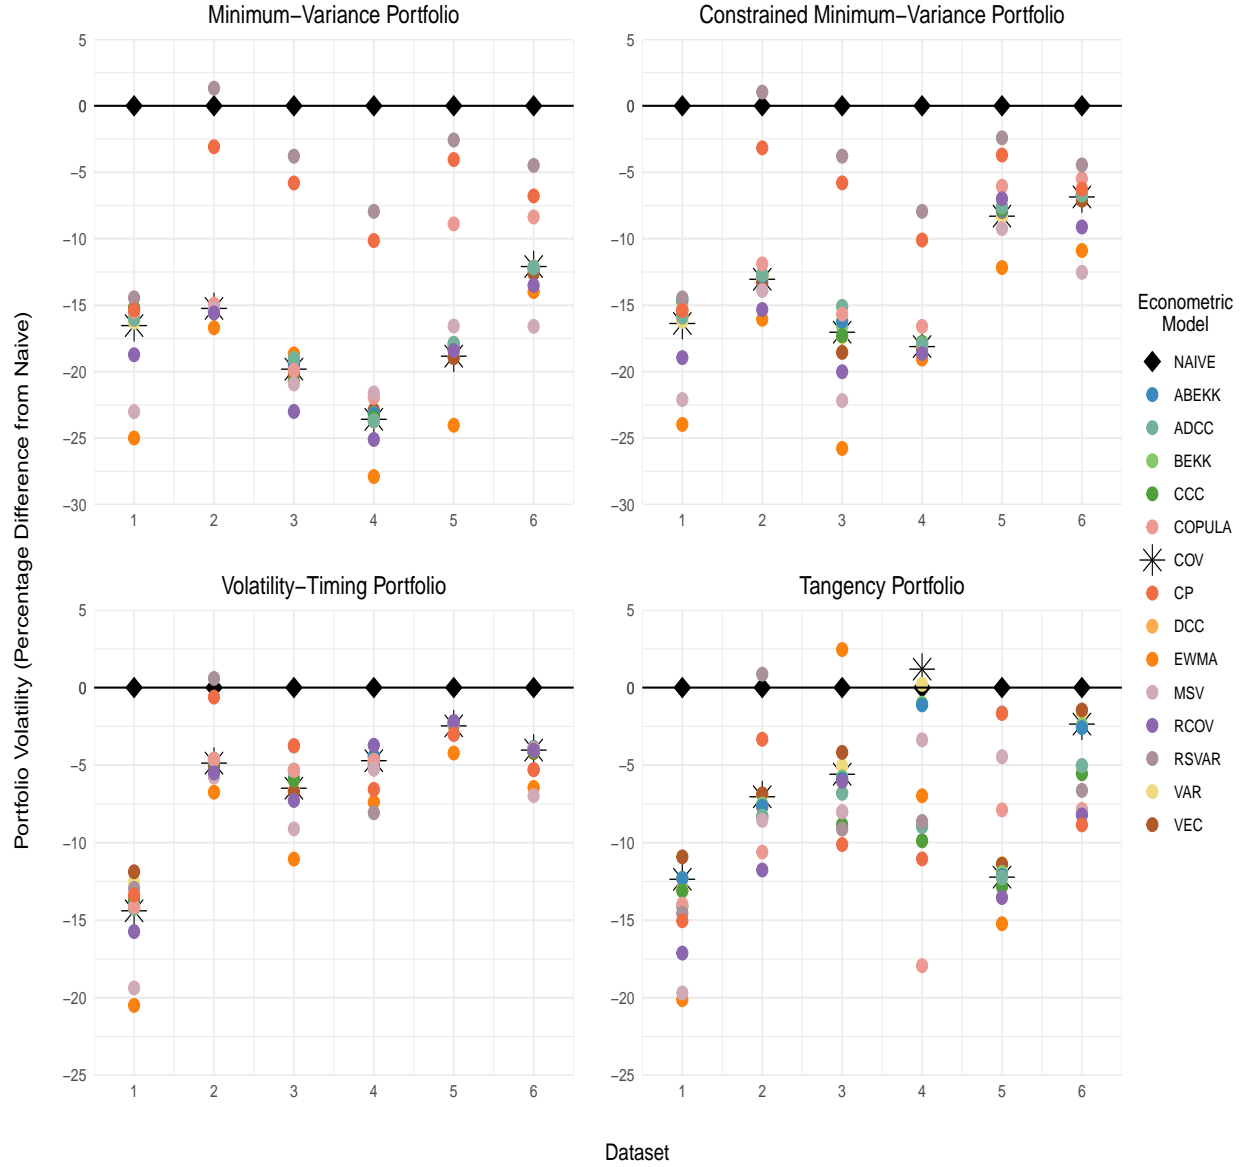 Minimum−Variance Portfolio
5
0
−5
−10
−15
−20
−25
−30
1 2 3 4 5 6
Constrained Minimum−Variance Portfolio
5
0
−5
−10
−15
−20
−25
−30
1 2 3 4 5 6
Volatility−Timing Portfolio
5
0
−5
−10
−15
−20
−25
1 2 3 4 5 6
Tangency Portfolio
5
0
−5
−10
−15
−20
−25
1 2 3 4 5 6
Portfolio Volatility (Percentage Difference from Naive)
Dataset
Econometric
Model
NAIVE
ABEKK
ADCC
BEKK
CCC
COPULA
COV
CP
DCC
EWMA
MSV
RCOV
RSVAR
VAR
VEC